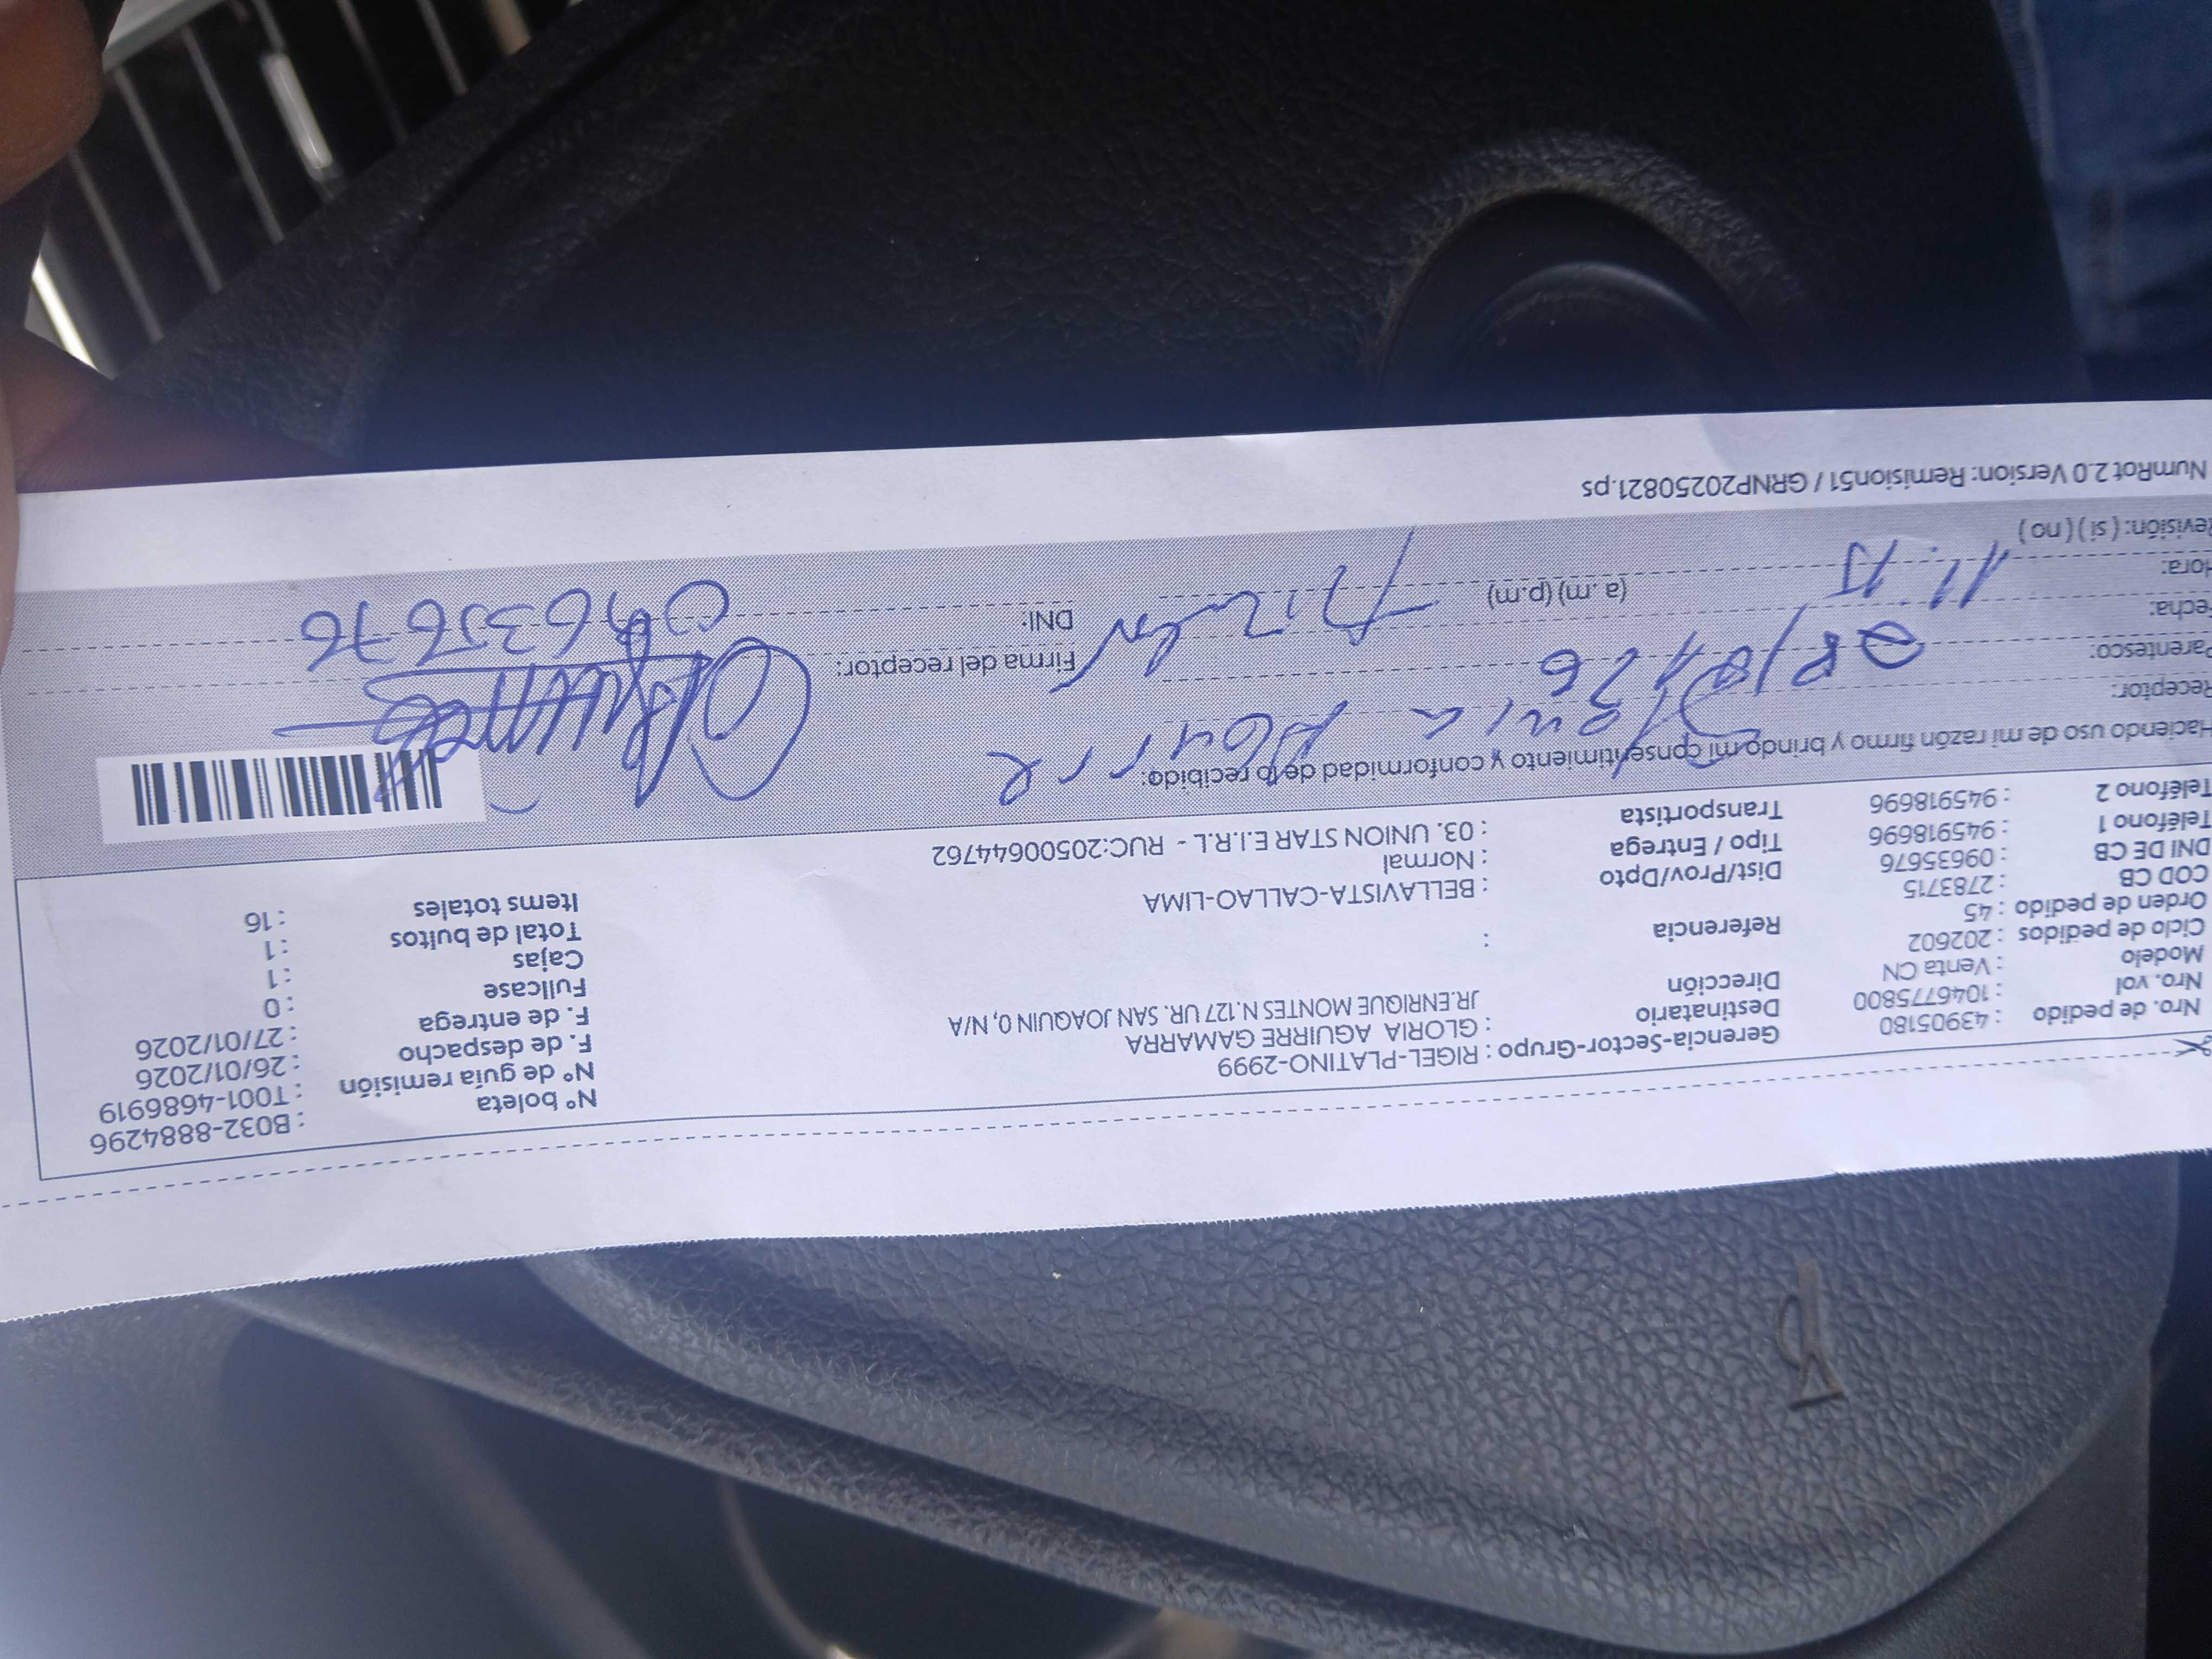 Nro. de pedido : 43905180 Gerencia-Sector-Grupo : RIGEL-PLATINO-2999 N° boleta : B032-8884296
Nro. vol : 1046775800 Destinatario : GLORIA AGUIRRE GAMARRA N° de guía remisión : T001-4686919
Modelo : Venta CN Dirección JR.ENRIQUE MONTES N.127 UR. SAN JOAQUIN 0, N/A F. de despacho : 26/01/2026
Ciclo de pedidos : 202602 F. de entrega : 27/01/2026
Orden de pedido : 45 Referencia : Fullcase : 0
COD CB : 2783715 Dist/Prov/Dpto : BELLAVISTA-CALLAO-LIMA Cajas : 1
DNI DE CB : 09635676 Tipo / Entrega : Normal Total de bultos : 1
Teléfono 1 : 945918696 Transportista : 03. UNION STAR E.I.R.L - RUC:20500644762 Items totales : 16
Teléfono 2 : 945918696
Haciendo uso de mi razón firmo y brindo mi consentimiento y conformidad de lo recibido:
Receptor: Gloria Aguirre
Parentesco: Firma del receptor:
Fecha:
Hora: 11:15 (a.m) (p.m) DNI: 09635676
Revisión: ( si ) ( no )
NumRot 2.0 Version: Remision51 / GRNP20250821.ps